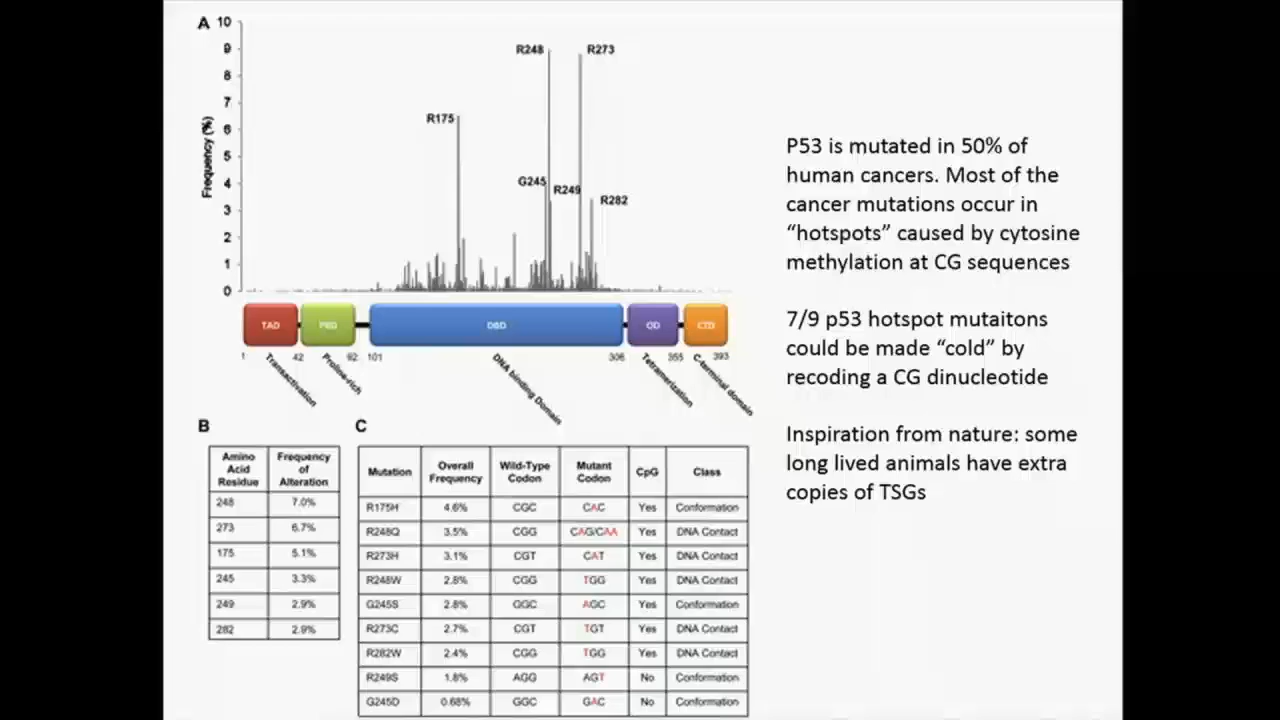 A
10
9
8
7
6
5
4
3
2
1
0
Frequency (%)
R248
R273
R175
G245
R249
R282
TAD
PRD
DBD
OD
CTD
1
42
62
101
306
355
393
Transactivation
Proline-rich
DNA binding Domain
Tetramerization
C-terminal domain
B
Amino Acid Residue Frequency of Alteration
248 7.0%
273 6.7%
175 5.1%
245 3.3%
249 2.9%
282 2.9%
C
Mutation Overall Frequency Wild-Type Codon Mutant Codon CpG Class
R175H 4.6% CGC CAC Yes Conformation
R248Q 3.5% CGG CAG/CAA Yes DNA Contact
R273H 3.1% CGT CAT Yes DNA Contact
R248W 2.8% CGG TGG Yes DNA Contact
G245S 2.8% GGC AGC Yes Conformation
R273C 2.7% CGT TGT Yes DNA Contact
R282W 2.4% CGG TGG Yes DNA Contact
R249S 1.8% AGG AGT No Conformation
G245D 0.68% GGC GAC No Conformation
P53 is mutated in 50% of
human cancers. Most of the
cancer mutations occur in
“hotspots” caused by cytosine
methylation at CG sequences
7/9 p53 hotspot mutaitons
could be made “cold” by
recoding a CG dinucleotide
Inspiration from nature: some
long lived animals have extra
copies of TSGs